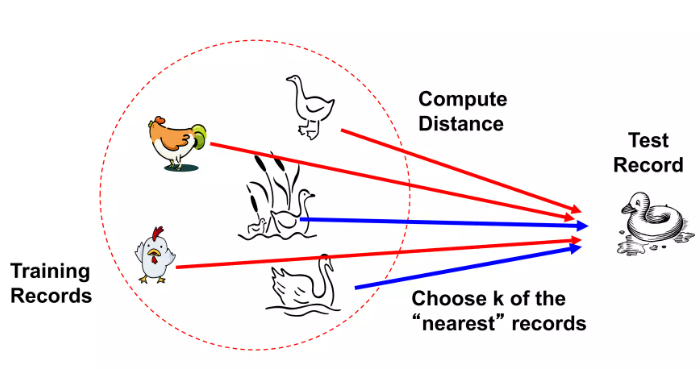 Compute
Distance
Test
Record
Training
Records
Choose k of the
“nearest” records